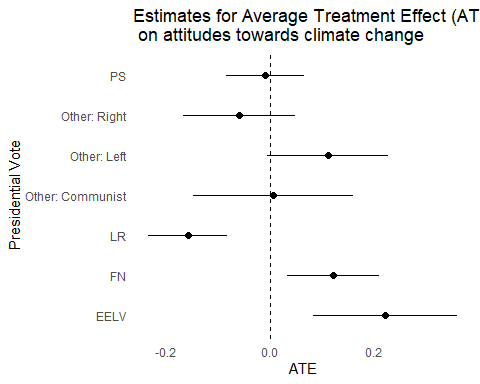 Estimates for Average Treatment Effect (AT
on attitudes towards climate change
PS
Other: Right
Other: Left
Other: Communist
LR
FN
EELV
Presidential Vote
-0.2
0.0
0.2
ATE